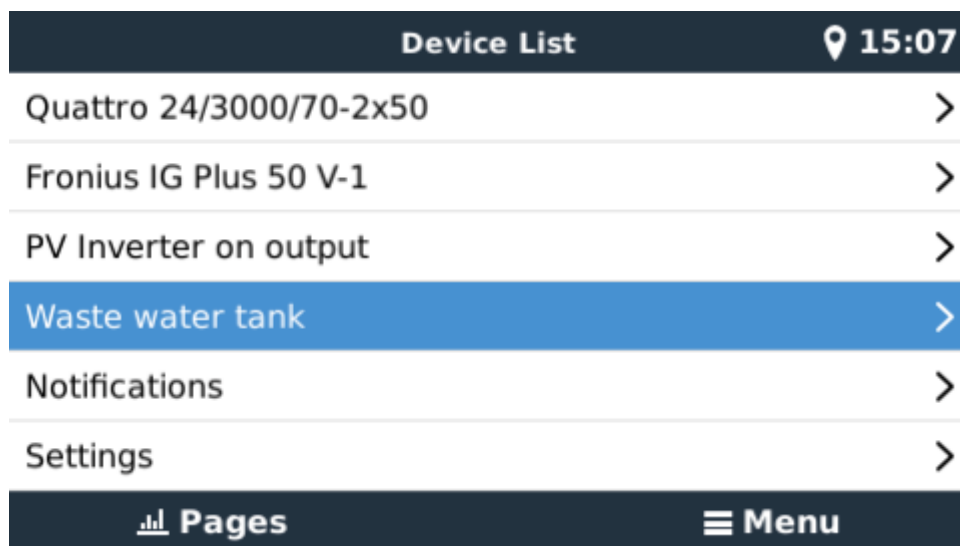 Device List 15:07
Quattro 24/3000/70-2x50
Fronius IG Plus 50 V-1
PV Inverter on output
Waste water tank
Notifications
Settings
Pages Menu